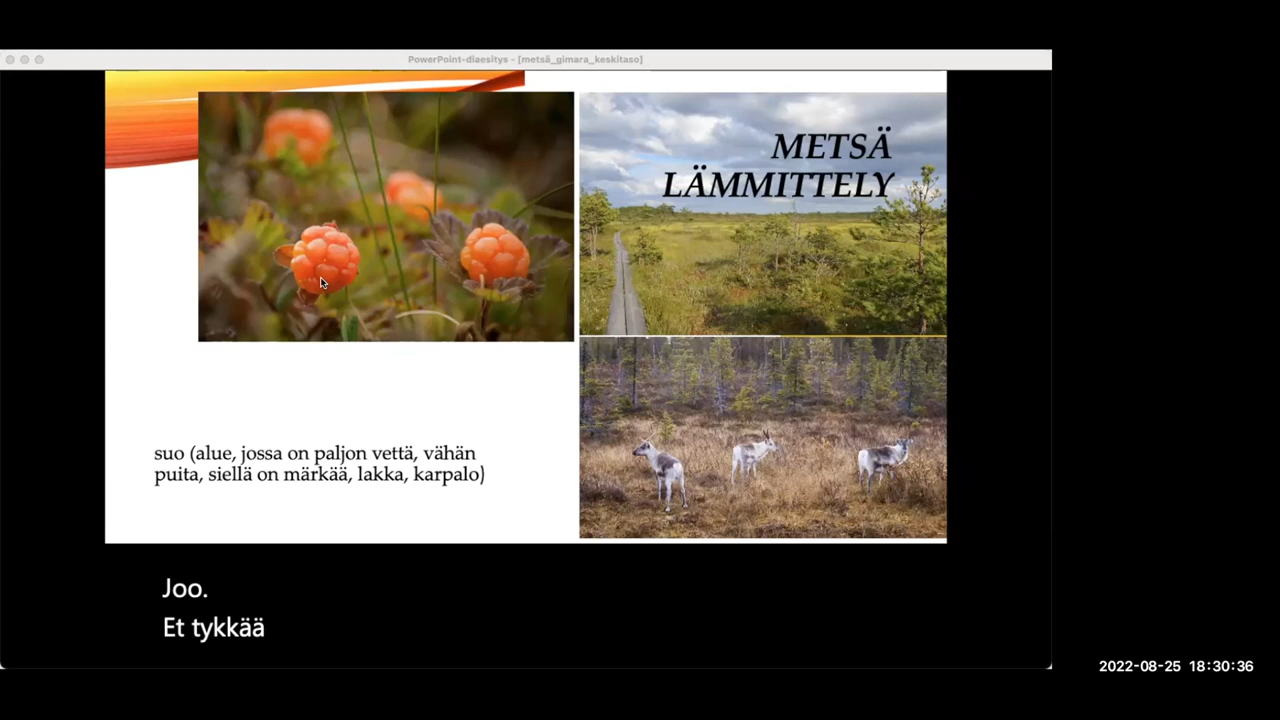 PowerPoint-diaesitys - [metsä_gimara_keskitaso]
METSÄ
LÄMMITTELY
suo (alue, jossa on paljon vettä, vähän
puita, siellä on märkää, lakka, karpalo)
Joo.
Et tykkää
2022-08-25 18:30:36